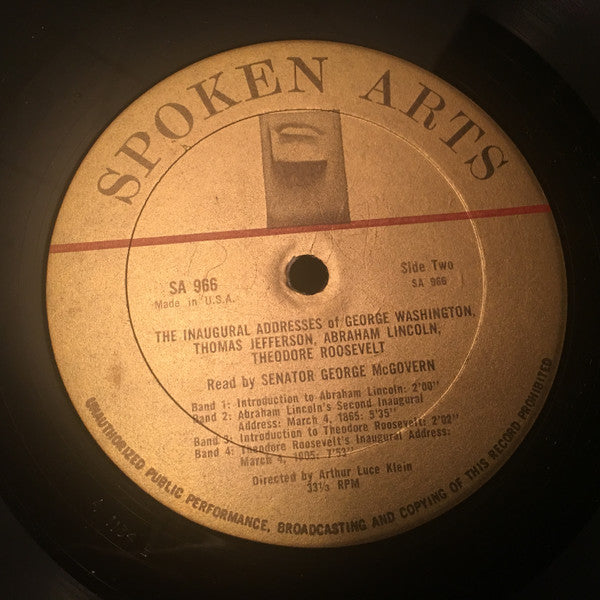 SPOKEN ARTS
SA 966
Made in U.S.A.
Side Two
SA 966
THE INAUGURAL ADDRESSES of GEORGE WASHINGTON,
THOMAS JEFFERSON, ABRAHAM LINCOLN,
THEODORE ROOSEVELT
Read by SENATOR GEORGE McGOVERN
Band 1: Introduction to Abraham Lincoln: 2'00"
Band 2: Abraham Lincoln's Second Inaugural
Address: March 4, 1865: 5'35"
Band 3: Introduction to Theodore Roosevelt: 2'02"
Band 4: Theodore Roosevelt's Inaugural Address:
March 4, 1905: 7'53"
Directed by Arthur Luce Klein
33⅓ RPM
UNAUTHORIZED PUBLIC PERFORMANCE, BROADCASTING AND COPYING OF THIS RECORD PROHIBITED